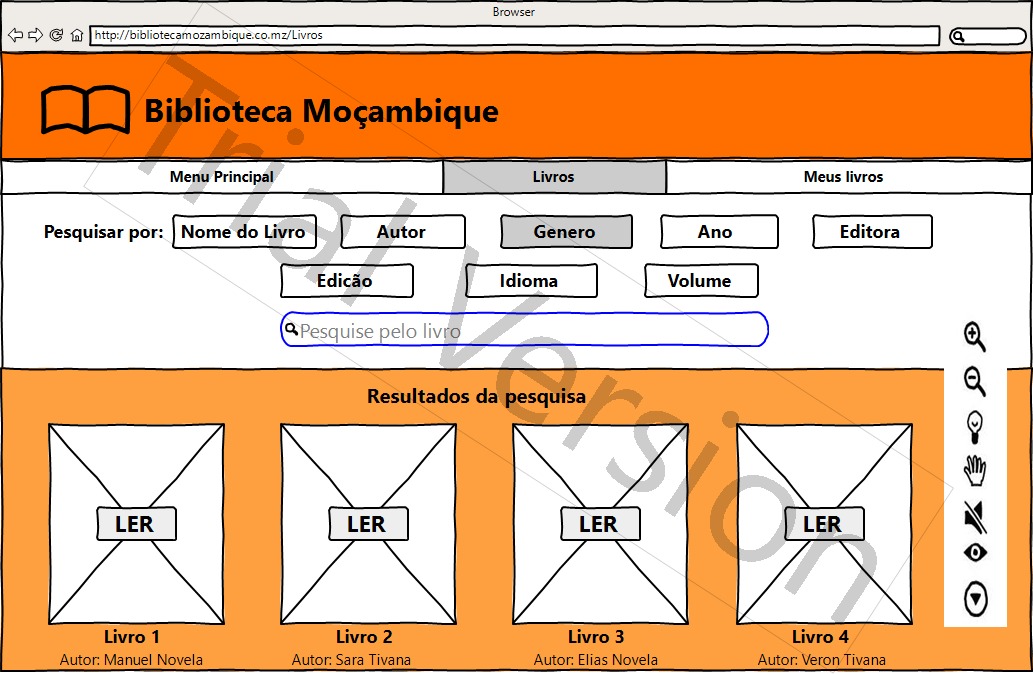 Browser
http://bibliotecamozambique.co.mz/Livros
Biblioteca Moçambique
Menu Principal Livros Meus livros
Pesquisar por: Nome do Livro Autor Genero Ano Editora
Edicão Idioma Volume
Pesquise pelo livro
Resultados da pesquisa
LER LER LER LER
Livro 1 Livro 2 Livro 3 Livro 4
Autor: Manuel Novela Autor: Sara Tivana Autor: Elias Novela Autor: Veron Tivana
Trial Version